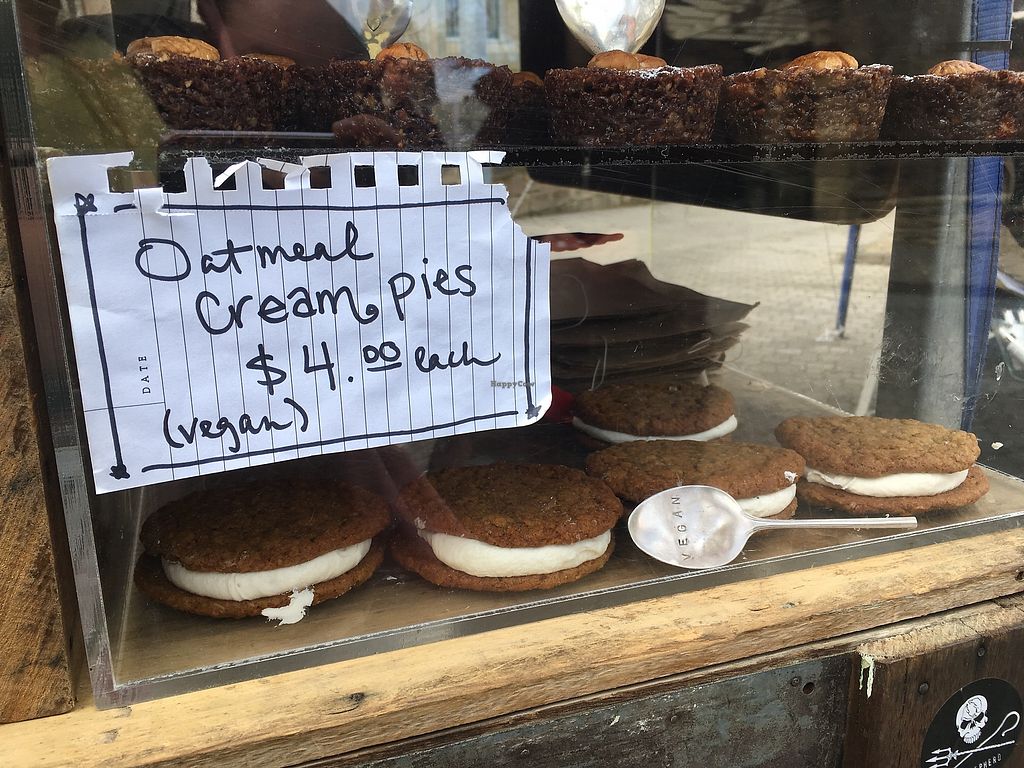 Oatmeal
Cream pies
$4.00 each
(vegan)
DATE
HappyCow
VEGAN